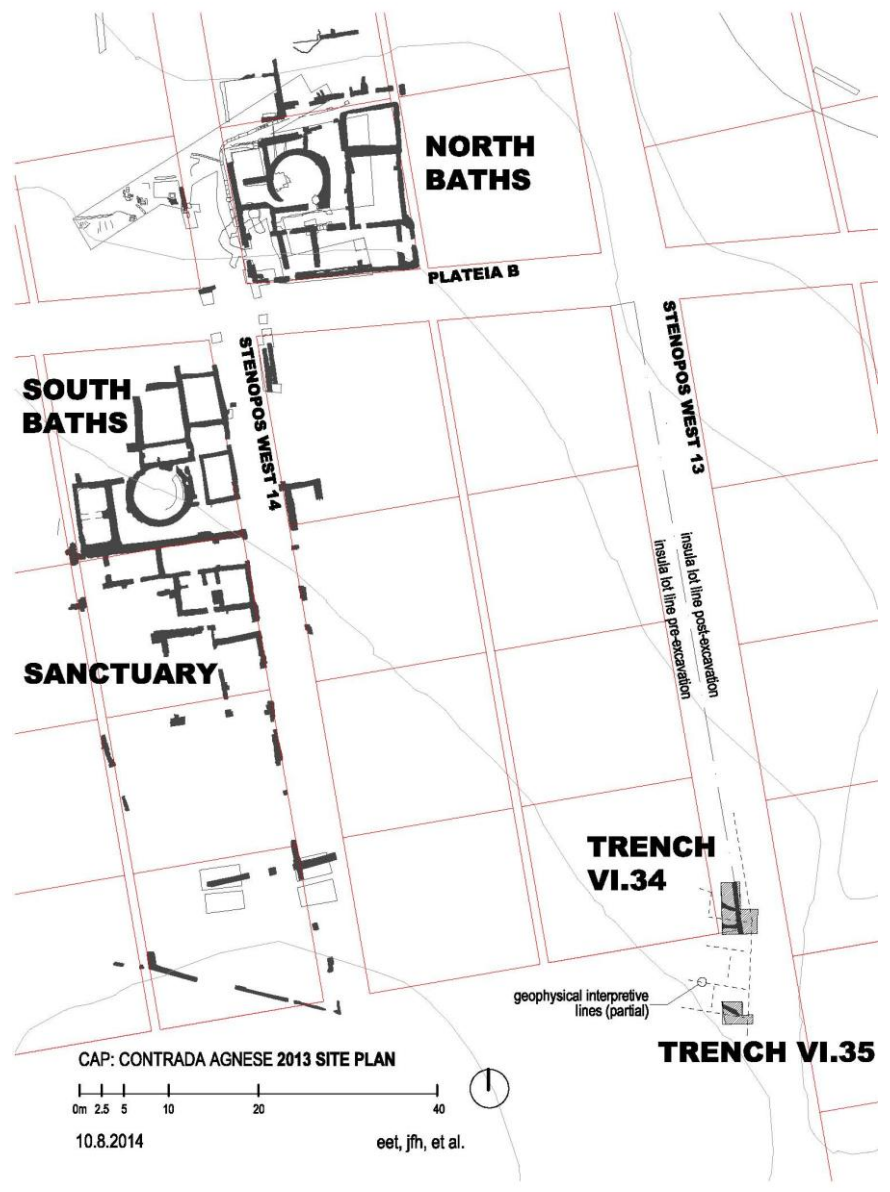 NORTH
BATHS
PLATEIA B
SOUTH
BATHS
STENOPOS WEST 14
STENOPOS WEST 13
insula lot line post-excavation
insula lot line pre-excavation
SANCTUARY
TRENCH
VI.34
geophysical interpretive
lines (partial)
TRENCH VI.35
CAP: CONTRADA AGNESE 2013 SITE PLAN
0m 2.5 5 10 20 40
10.8.2014 eet, jfh, et al.